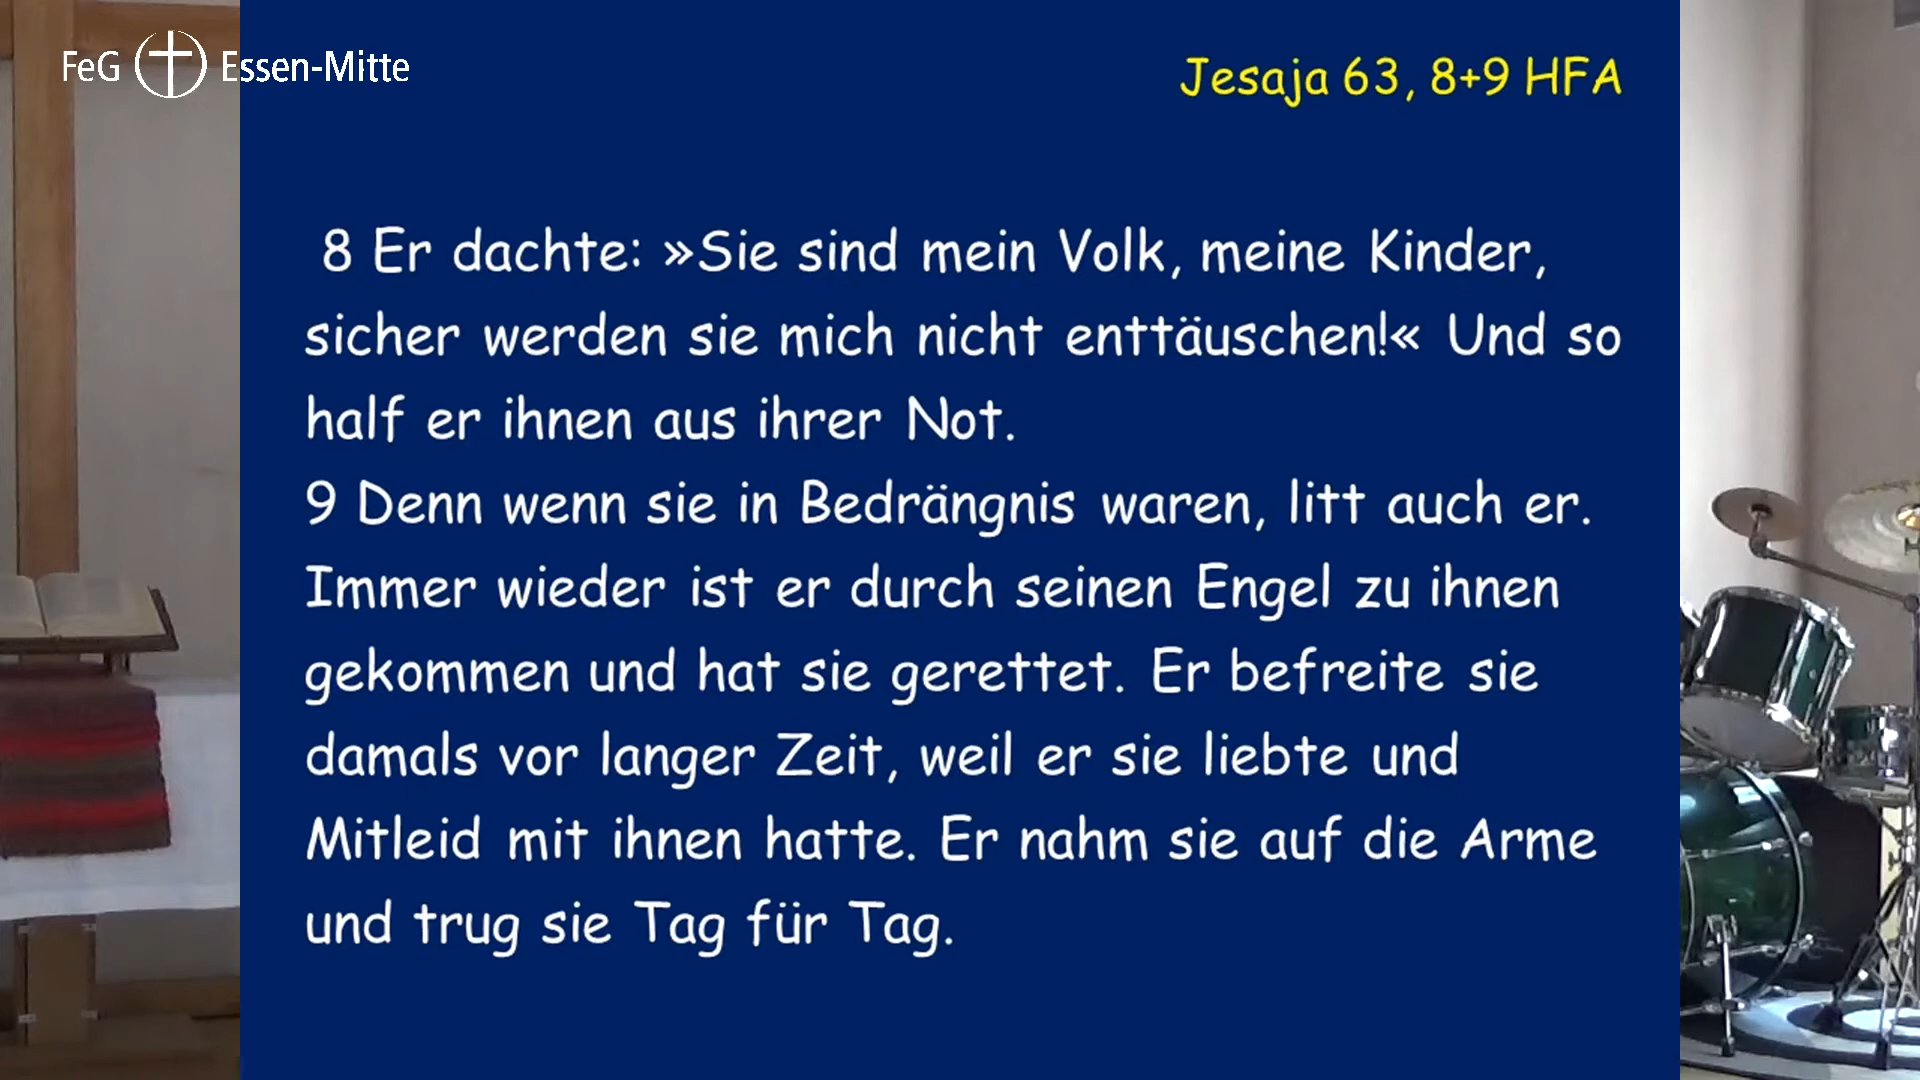 FeG Essen-Mitte
Jesaja 63, 8+9 HFA
8 Er dachte: »Sie sind mein Volk, meine Kinder,
sicher werden sie mich nicht enttäuschen!« Und so
half er ihnen aus ihrer Not.
9 Denn wenn sie in Bedrängnis waren, litt auch er.
Immer wieder ist er durch seinen Engel zu ihnen
gekommen und hat sie gerettet. Er befreite sie
damals vor langer Zeit, weil er sie liebte und
Mitleid mit ihnen hatte. Er nahm sie auf die Arme
und trug sie Tag für Tag.